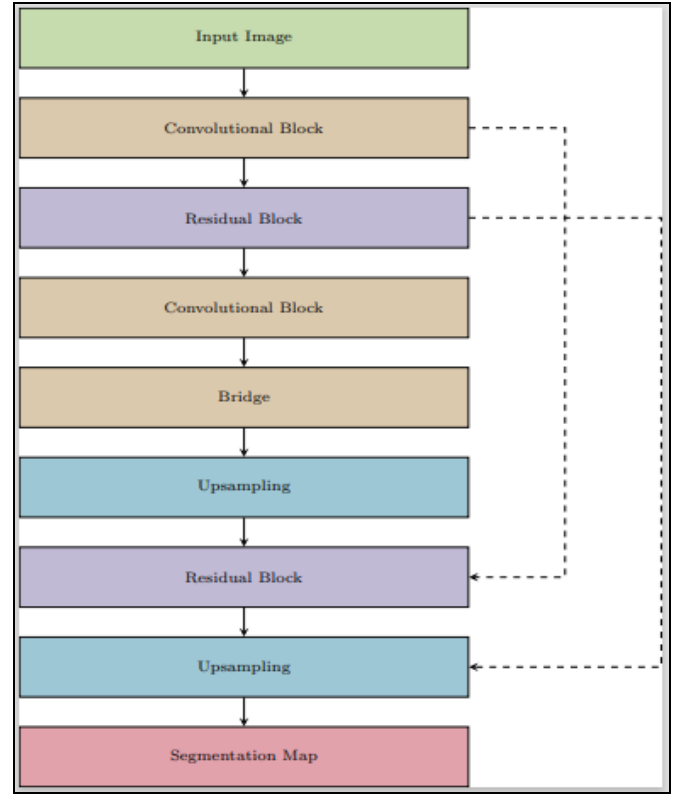 Input Image
Convolutional Block
Residual Block
Convolutional Block
Bridge
Upsampling
Residual Block
Upsampling
Segmentation Map